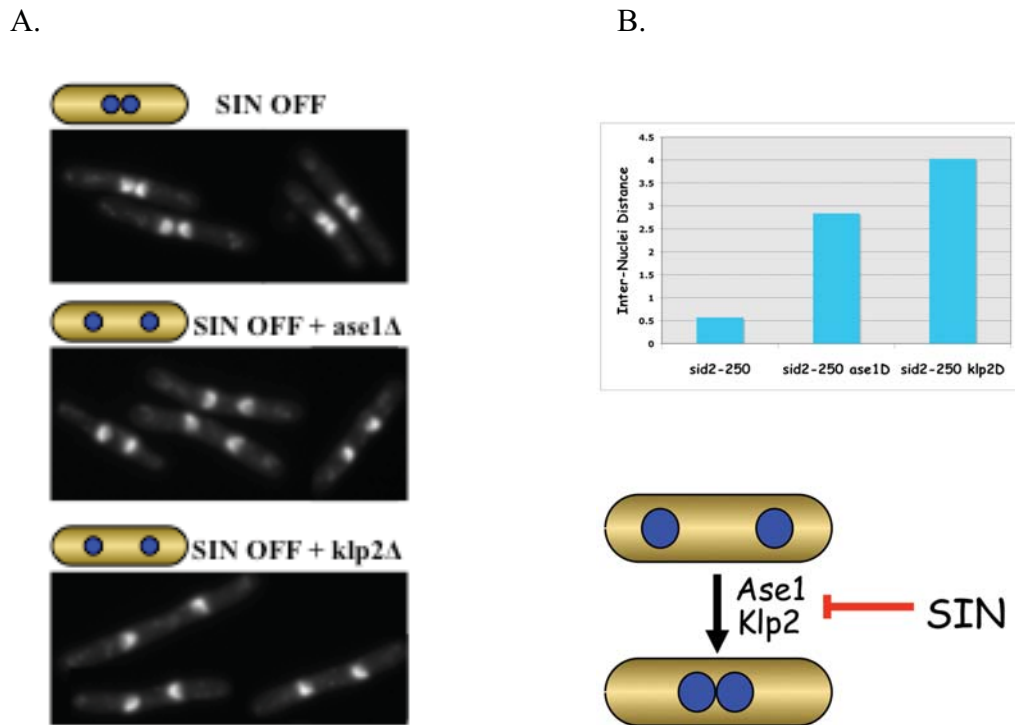 A.
B.
SIN OFF
SIN OFF + ase1Δ
SIN OFF + klp2Δ
4.5
4
3.5
3
2.5
2
1.5
1
0.5
0
Inter-Nuclei Distance
sid2-250 sid2-250 ase1D sid2-250 klp2D
Ase1
Klp2
SIN